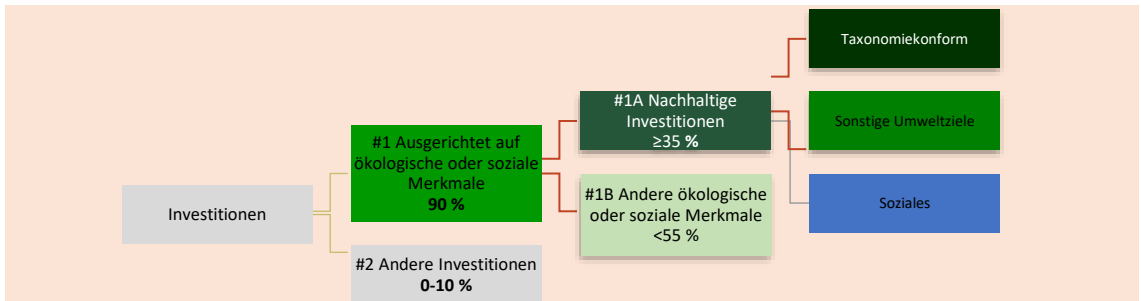 Investitionen
#1 Ausgerichtet auf
ökologische oder soziale
Merkmale
90 %
#2 Andere Investitionen
0-10 %
#1A Nachhaltige
Investitionen
≥35 %
#1B Andere ökologische
oder soziale Merkmale
<55 %
Taxonomiekonform
Sonstige Umweltziele
Soziales